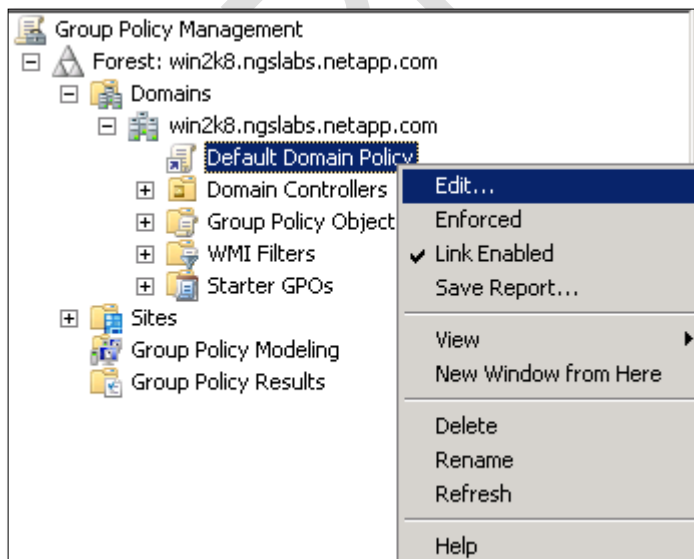 Group Policy Management
Forest: win2k8.ngslabs.netapp.com
Domains
win2k8.ngslabs.netapp.com
Default Domain Policy
Domain Controllers
Group Policy Object
WMI Filters
Starter GPOs
Sites
Group Policy Modeling
Group Policy Results
Edit...
Enforced
Link Enabled
Save Report...
View
New Window from Here
Delete
Rename
Refresh
Help